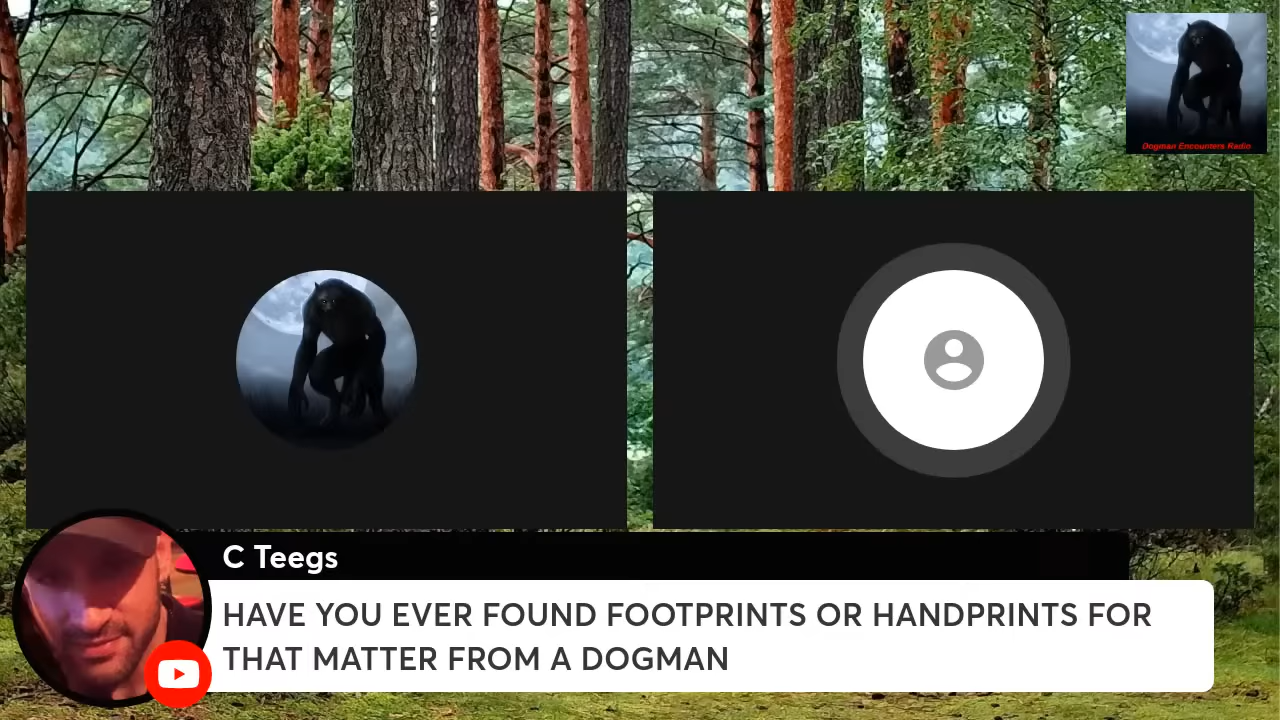 Dogman Encounters Radio
C Teegs
HAVE YOU EVER FOUND FOOTPRINTS OR HANDPRINTS FOR
THAT MATTER FROM A DOGMAN